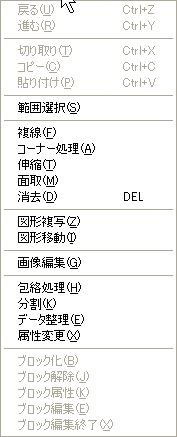 戻る(U) Ctrl+Z
進む(R) Ctrl+Y
切り取り(T) Ctrl+X
コピー(C) Ctrl+C
貼り付け(P) Ctrl+V
範囲選択(S)
複線(F)
コーナー処理(A)
伸縮(T)
面取(M)
消去(D) DEL
図形複写(Z)
図形移動(I)
画像編集(G)
包絡処理(H)
分割(K)
データ整理(E)
属性変更(X)
ブロック化(B)
ブロック解除(J)
ブロック属性(K)
ブロック編集(E)
ブロック編集終了(X)